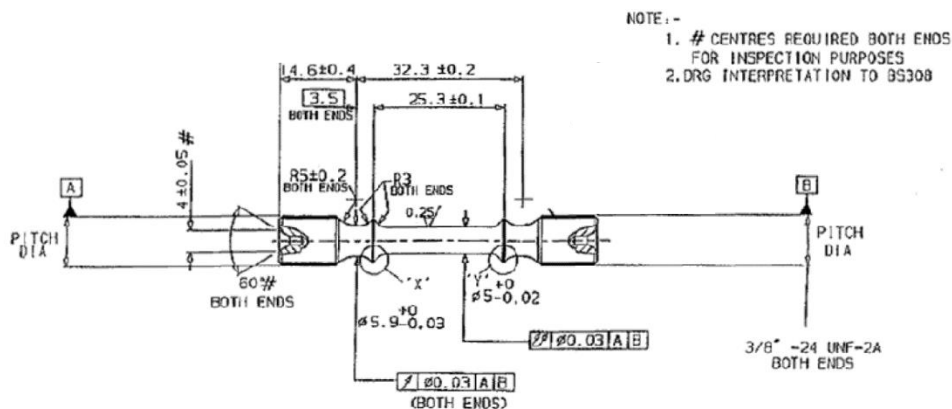 NOTE:-
1. # CENTRES REQUIRED BOTH ENDS
FOR INSPECTION PURPOSES
2.DRG INTERPRETATION TO BS308
14.6±0.4
32.3 ±0.2
3.5
BOTH ENDS
25.3±0.1
4 ±0.05 #
R5±0.2
BOTH ENDS
R3
BOTH ENDS
0.25
A
B
PITCH
DIA
PITCH
DIA
60°#
BOTH ENDS
'X'
'Y'
+0
ø5-0.02
+0
ø5.9-0.03
ø0.03 A B
3/8" -24 UNF-2A
BOTH ENDS
ø0.03 A B
(BOTH ENDS)